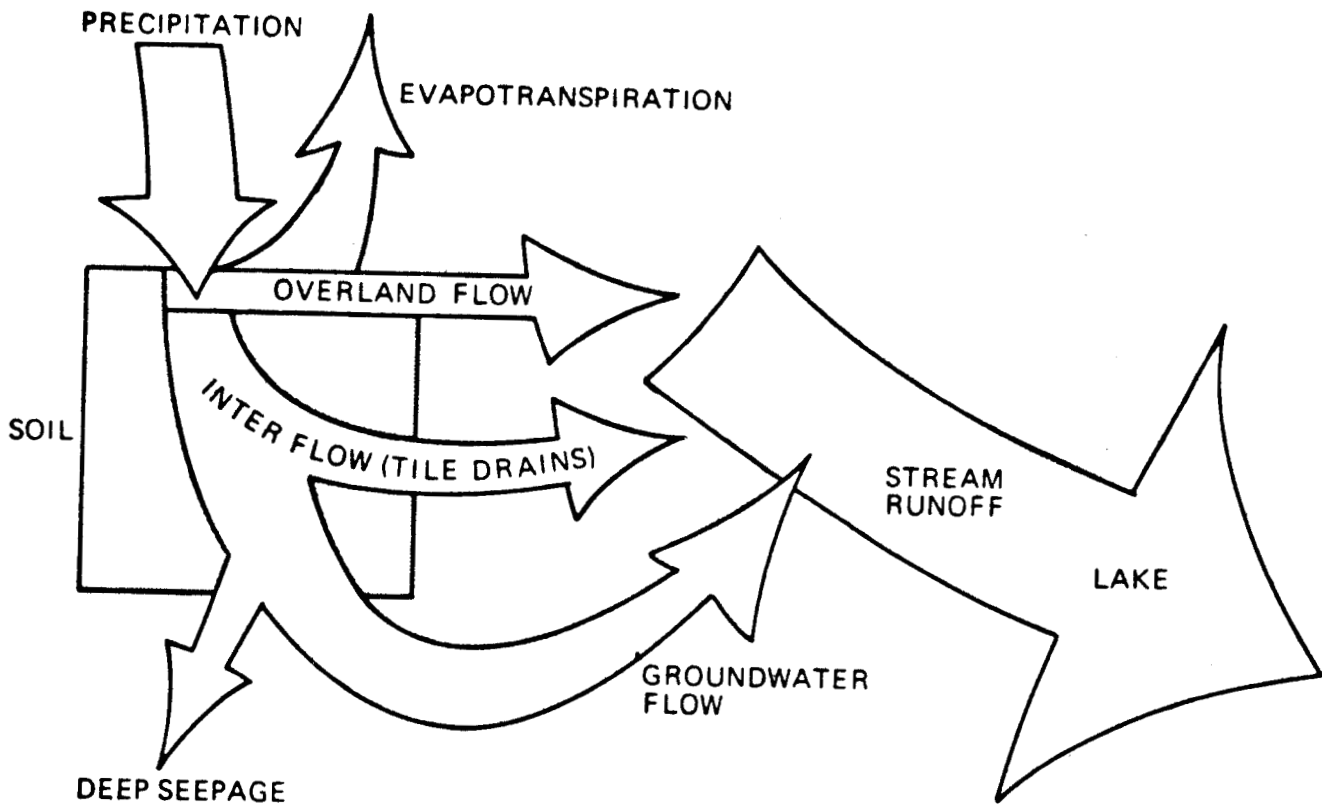 PRECIPITATION
EVAPOTRANSPIRATION
OVERLAND FLOW
INTER FLOW (TILE DRAINS)
SOIL
STREAM
RUNOFF
LAKE
GROUNDWATER
FLOW
DEEP SEEPAGE